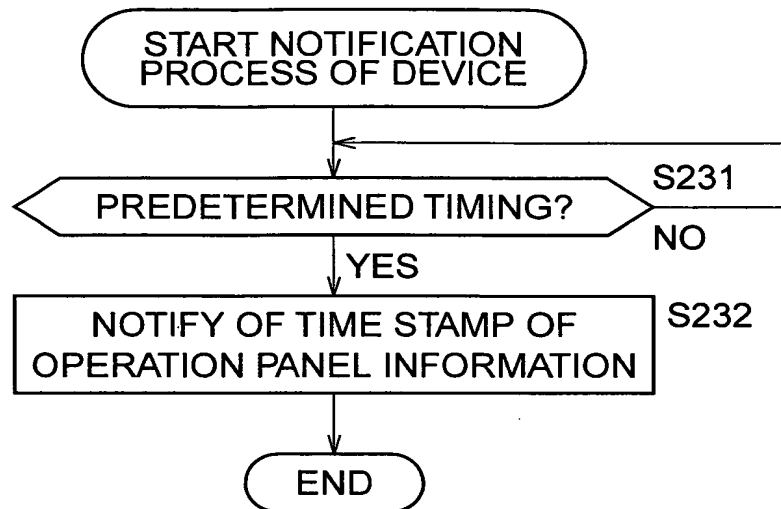 START NOTIFICATION
PROCESS OF DEVICE
PREDETERMINED TIMING?
S231
NO
YES
NOTIFY OF TIME STAMP OF
OPERATION PANEL INFORMATION
S232
END